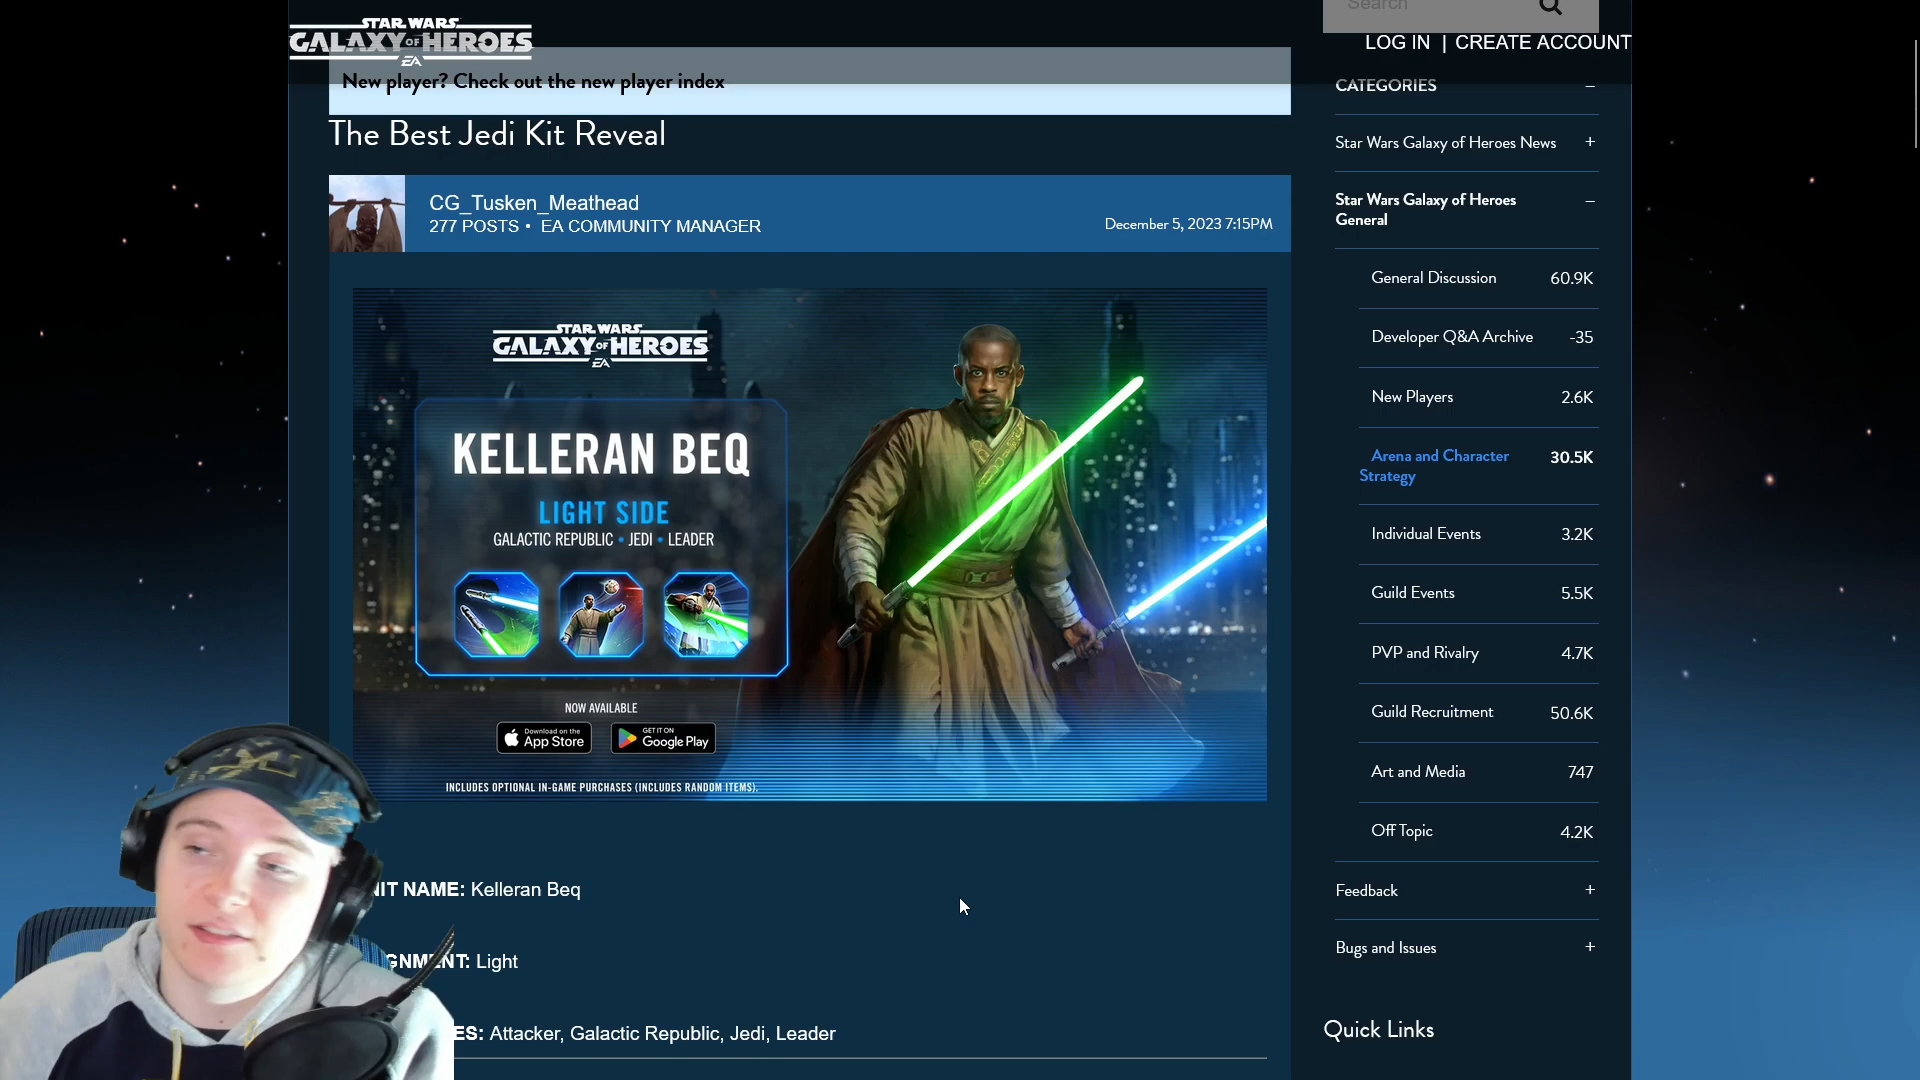 STAR WARS
GALAXY OF HEROES
EA
Search
LOG IN | CREATE ACCOUNT
New player? Check out the new player index
The Best Jedi Kit Reveal
CG_Tusken_Meathead
277 POSTS • EA COMMUNITY MANAGER
December 5, 2023 7:15PM
STAR WARS
GALAXY OF HEROES
EA
KELLERAN BEQ
LIGHT SIDE
GALACTIC REPUBLIC • JEDI • LEADER
NOW AVAILABLE
Download on the
App Store
GET IT ON
Google Play
INCLUDES OPTIONAL IN-GAME PURCHASES (INCLUDES RANDOM ITEMS).
NIT NAME: Kelleran Beq
GNMENT: Light
ES: Attacker, Galactic Republic, Jedi, Leader
CATEGORIES –
Star Wars Galaxy of Heroes News +
Star Wars Galaxy of Heroes –
General
General Discussion 60.9K
Developer Q&A Archive -35
New Players 2.6K
Arena and Character 30.5K
Strategy
Individual Events 3.2K
Guild Events 5.5K
PVP and Rivalry 4.7K
Guild Recruitment 50.6K
Art and Media 747
Off Topic 4.2K
Feedback +
Bugs and Issues +
Quick Links